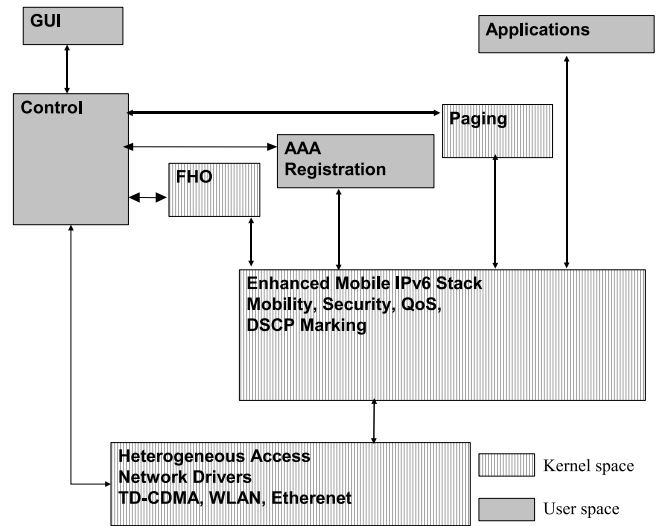 GUI
Applications
Control
Paging
AAA
Registration
FHO
Enhanced Mobile IPv6 Stack
Mobility, Security, QoS,
DSCP Marking
Heterogeneous Access
Network Drivers
TD-CDMA, WLAN, Etherenet
Kernel space
User space